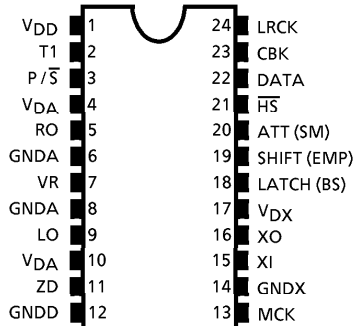 VDD 1 24 LRCK
T1 2 23 CBK
P/S̅ 3 22 DATA
VDA 4 21 H̅S̅
RO 5 20 ATT (SM)
GNDA 6 19 SHIFT (EMP)
VR 7 18 LATCH (BS)
GNDA 8 17 VDX
LO 9 16 XO
VDA 10 15 XI
ZD 11 14 GNDX
GNDD 12 13 MCK